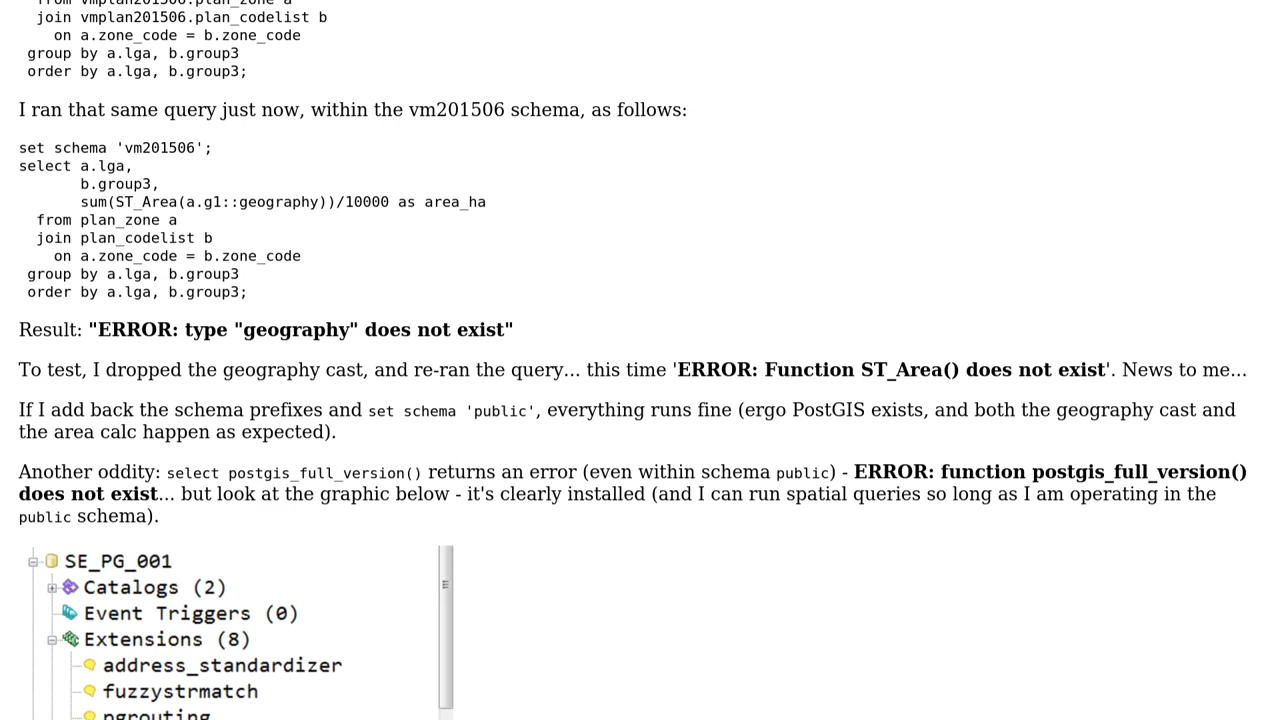 join vmplan201506.plan_codelist b
on a.zone_code = b.zone_code
group by a.lga, b.group3
order by a.lga, b.group3;
I ran that same query just now, within the vm201506 schema, as follows:
set schema 'vm201506';
select a.lga,
b.group3,
sum(ST_Area(a.g1::geography))/10000 as area_ha
from plan_zone a
join plan_codelist b
on a.zone_code = b.zone_code
group by a.lga, b.group3
order by a.lga, b.group3;
Result: "ERROR: type "geography" does not exist"
To test, I dropped the geography cast, and re-ran the query... this time 'ERROR: Function ST_Area() does not exist'. News to me...
If I add back the schema prefixes and set schema 'public', everything runs fine (ergo PostGIS exists, and both the geography cast and
the area calc happen as expected).
Another oddity: select postgis_full_version() returns an error (even within schema public) - ERROR: function postgis_full_version()
does not exist... but look at the graphic below - it's clearly installed (and I can run spatial queries so long as I am operating in the
public schema).
SE_PG_001
Catalogs (2)
Event Triggers (0)
Extensions (8)
address_standardizer
fuzzystrmatch
pgrouting